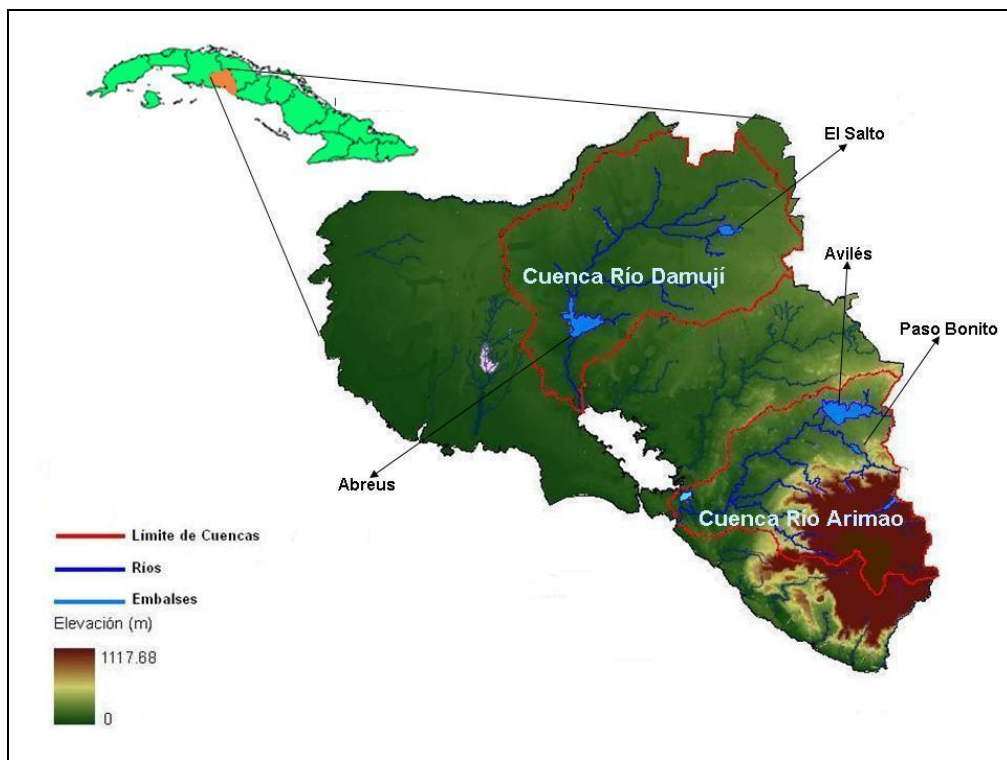 El Salto
Avilés
Cuenca Río Damují
Paso Bonito
Abreus
Cuenca Río Arimao
Límite de Cuencas
Ríos
Embalses
Elevación (m)
1117.68
0